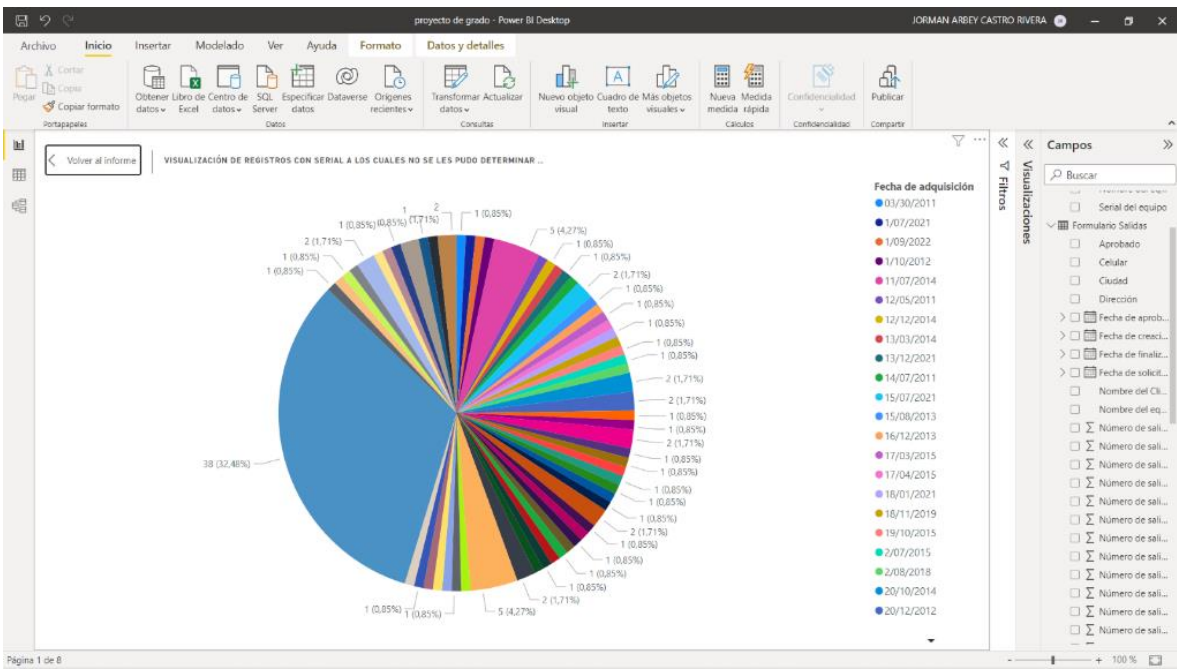 proyecto de grado - Power BI Desktop
JORMAN ARBEY CASTRO RIVERA
Archivo Inicio Insertar Modelado Ver Ayuda Formato Datos y detalles
Pegar
Cortar
Copiar
Copiar formato
Portapapeles
Obtener datos
Libro de Excel
Centro de datos
SQL Server
Especificar datos
Dataverse
Orígenes recientes
Datos
Transformar datos
Actualizar
Consultas
Nuevo objeto visual
Cuadro de texto
Más objetos visuales
Insertar
Nueva medida
Medida rápida
Cálculos
Confidencialidad
Confidencialidad
Publicar
Compartir
Volver al informe
VISUALIZACIÓN DE REGISTROS CON SERIAL A LOS CUALES NO SE LES PUDO DETERMINAR ...
1 (0,85%)
5 (4,27%)
1 (0,85%)
1 (0,85%)
2 (1,71%)
1 (0,85%)
1 (0,85%)
1 (0,85%)
1 (0,85%)
1 (0,85%)
2 (1,71%)
2 (1,71%)
1 (0,85%)
1 (0,85%)
2 (1,71%)
1 (0,85%)
1 (0,85%)
1 (0,85%)
1 (0,85%)
1 (0,85%)
2 (1,71%)
1 (0,85%)
1 (0,85%)
1 (0,85%)
1 (0,85%)
2 (1,71%)
5 (4,27%)
1 (0,85%)
1 (0,85%)
38 (32,48%)
1 (0,85%)
1 (0,85%)
2 (1,71%)
1 (0,85%)
1
(0,85%)
2
(1,71%)
Fecha de adquisición
03/30/2011
1/07/2021
1/09/2022
1/10/2012
11/07/2014
12/05/2011
12/12/2014
13/03/2014
13/12/2021
14/07/2011
15/07/2021
15/08/2013
16/12/2013
17/03/2015
17/04/2015
18/01/2021
18/11/2019
19/10/2015
2/07/2015
2/08/2018
20/10/2014
20/12/2012
Filtros
Visualizaciones
Campos
Buscar
Serial del equipo
Formulario Salidas
Aprobado
Celular
Ciudad
Dirección
Fecha de aprob...
Fecha de creaci...
Fecha de finaliz...
Fecha de solicit...
Nombre del Cli...
Nombre del eq...
Número de sali...
Número de sali...
Número de sali...
Número de sali...
Número de sali...
Número de sali...
Número de sali...
Número de sali...
Número de sali...
Número de sali...
Número de sali...
Número de sali...
Página 1 de 8
100 %